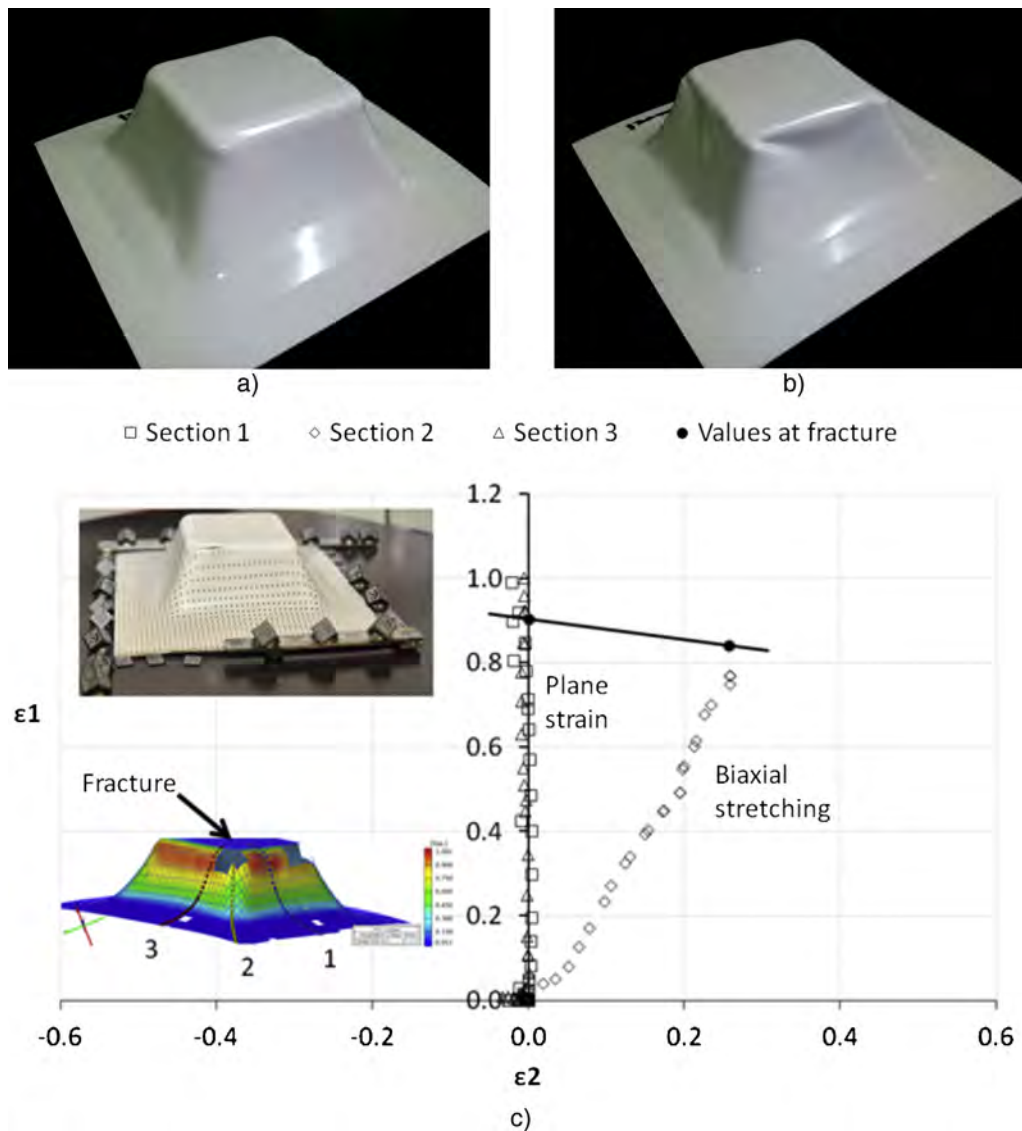 a)
b)
□ Section 1 ◇ Section 2 △ Section 3 ● Values at fracture
1.2
1.0
0.8
0.6
0.4
0.2
0.0
ε1
Plane
strain
Biaxial
stretching
Fracture
3
2
1
-0.6 -0.4 -0.2 0.0 0.2 0.4 0.6
ε2
c)